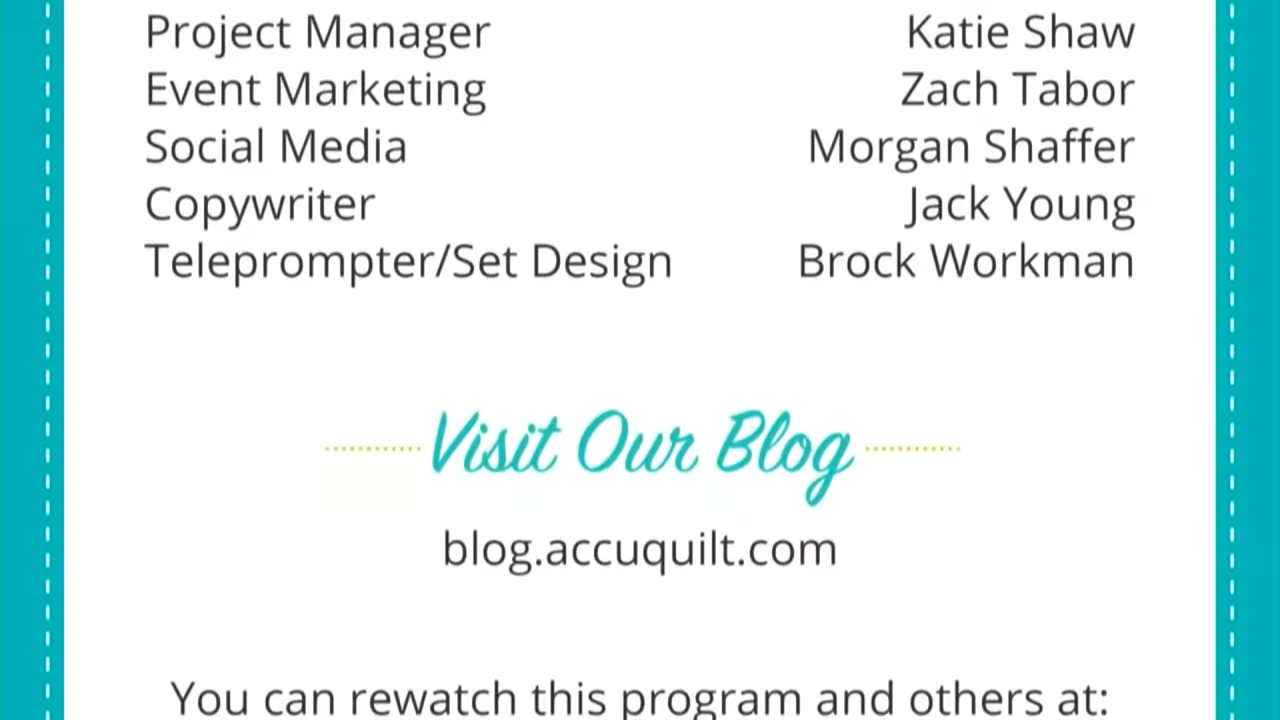 Project Manager Katie Shaw
Event Marketing Zach Tabor
Social Media Morgan Shaffer
Copywriter Jack Young
Teleprompter/Set Design Brock Workman
Visit Our Blog
blog.accuquilt.com
You can rewatch this program and others at: